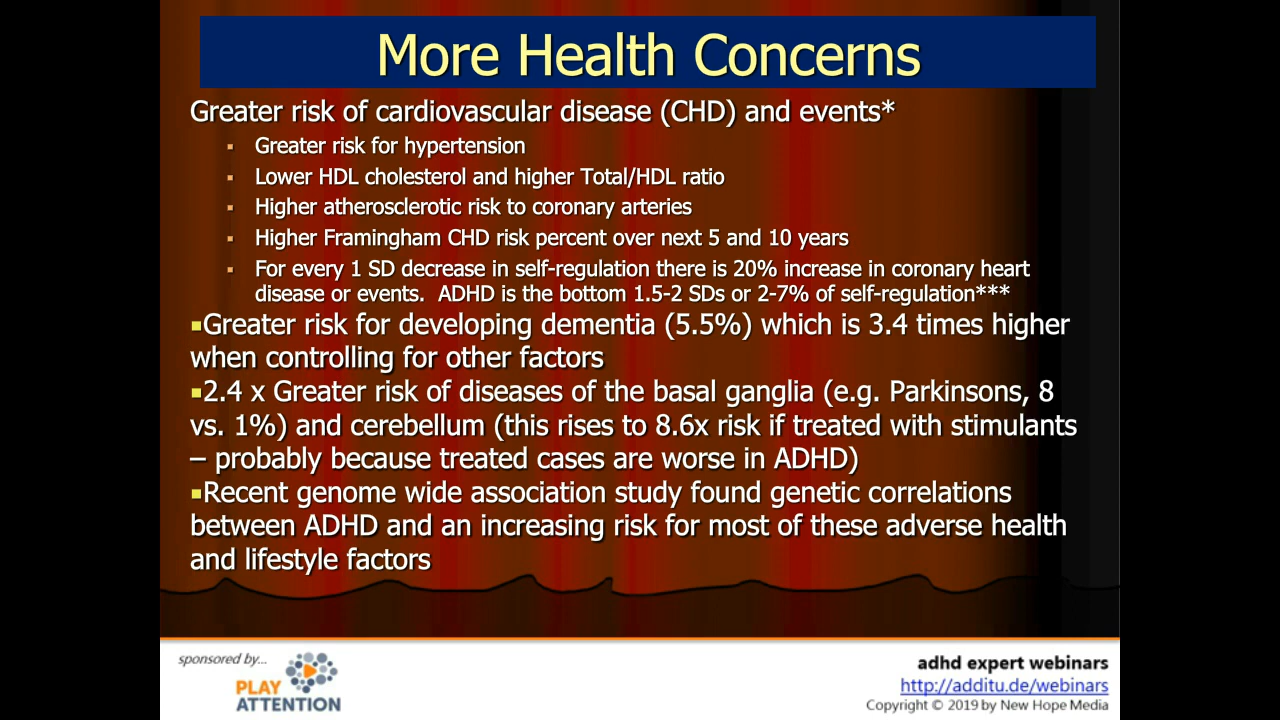 More Health Concerns
Greater risk of cardiovascular disease (CHD) and events*
▪ Greater risk for hypertension
▪ Lower HDL cholesterol and higher Total/HDL ratio
▪ Higher atherosclerotic risk to coronary arteries
▪ Higher Framingham CHD risk percent over next 5 and 10 years
▪ For every 1 SD decrease in self-regulation there is 20% increase in coronary heart
disease or events. ADHD is the bottom 1.5-2 SDs or 2-7% of self-regulation***
▪Greater risk for developing dementia (5.5%) which is 3.4 times higher
when controlling for other factors
▪2.4 x Greater risk of diseases of the basal ganglia (e.g. Parkinsons, 8
vs. 1%) and cerebellum (this rises to 8.6x risk if treated with stimulants
– probably because treated cases are worse in ADHD)
▪Recent genome wide association study found genetic correlations
between ADHD and an increasing risk for most of these adverse health
and lifestyle factors
sponsored by...
PLAY
ATTENTION
adhd expert webinars
http://additu.de/webinars
Copyright © 2019 by New Hope Media